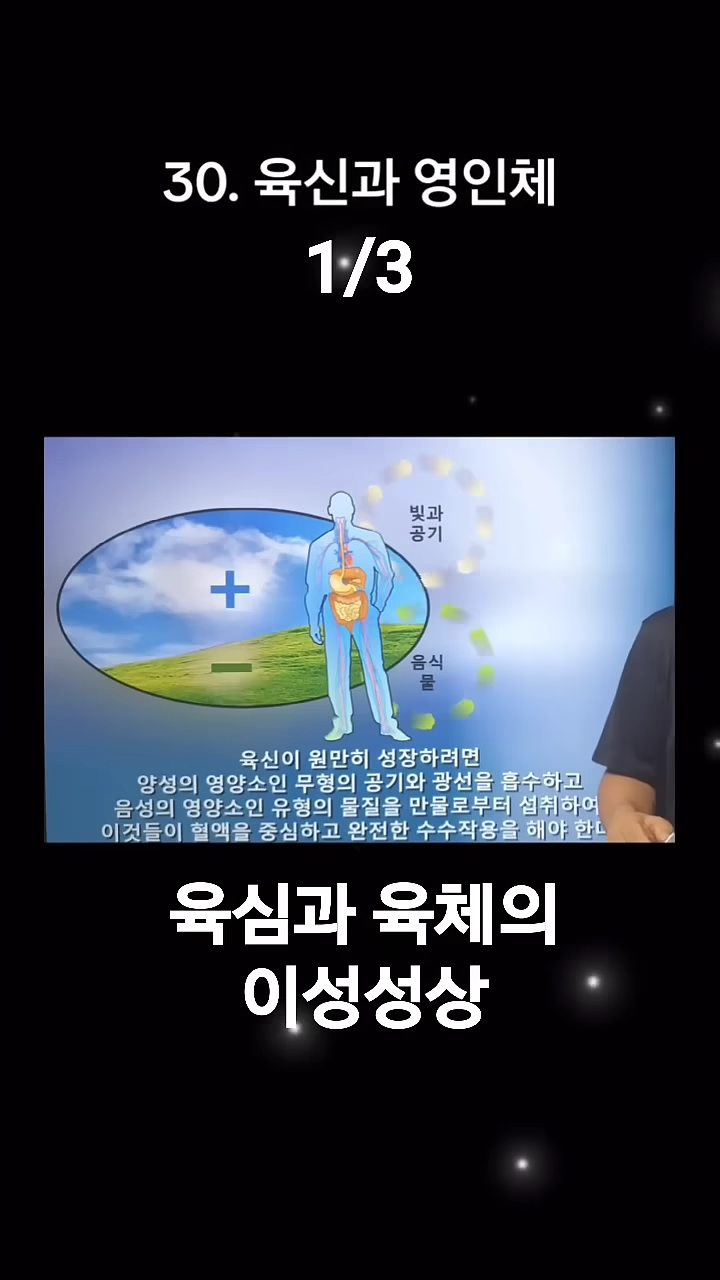 30. 육신과 영인체
1/3
빛과
공기
+
−
음식
물
육신이 원만히 성장하려면
양성의 영양소인 무형의 공기와 광선을 흡수하고
음성의 영양소인 유형의 물질을 만물로부터 섭취하여
이것들이 혈액을 중심하고 완전한 수수작용을 해야 한
육심과 육체의
이성성상